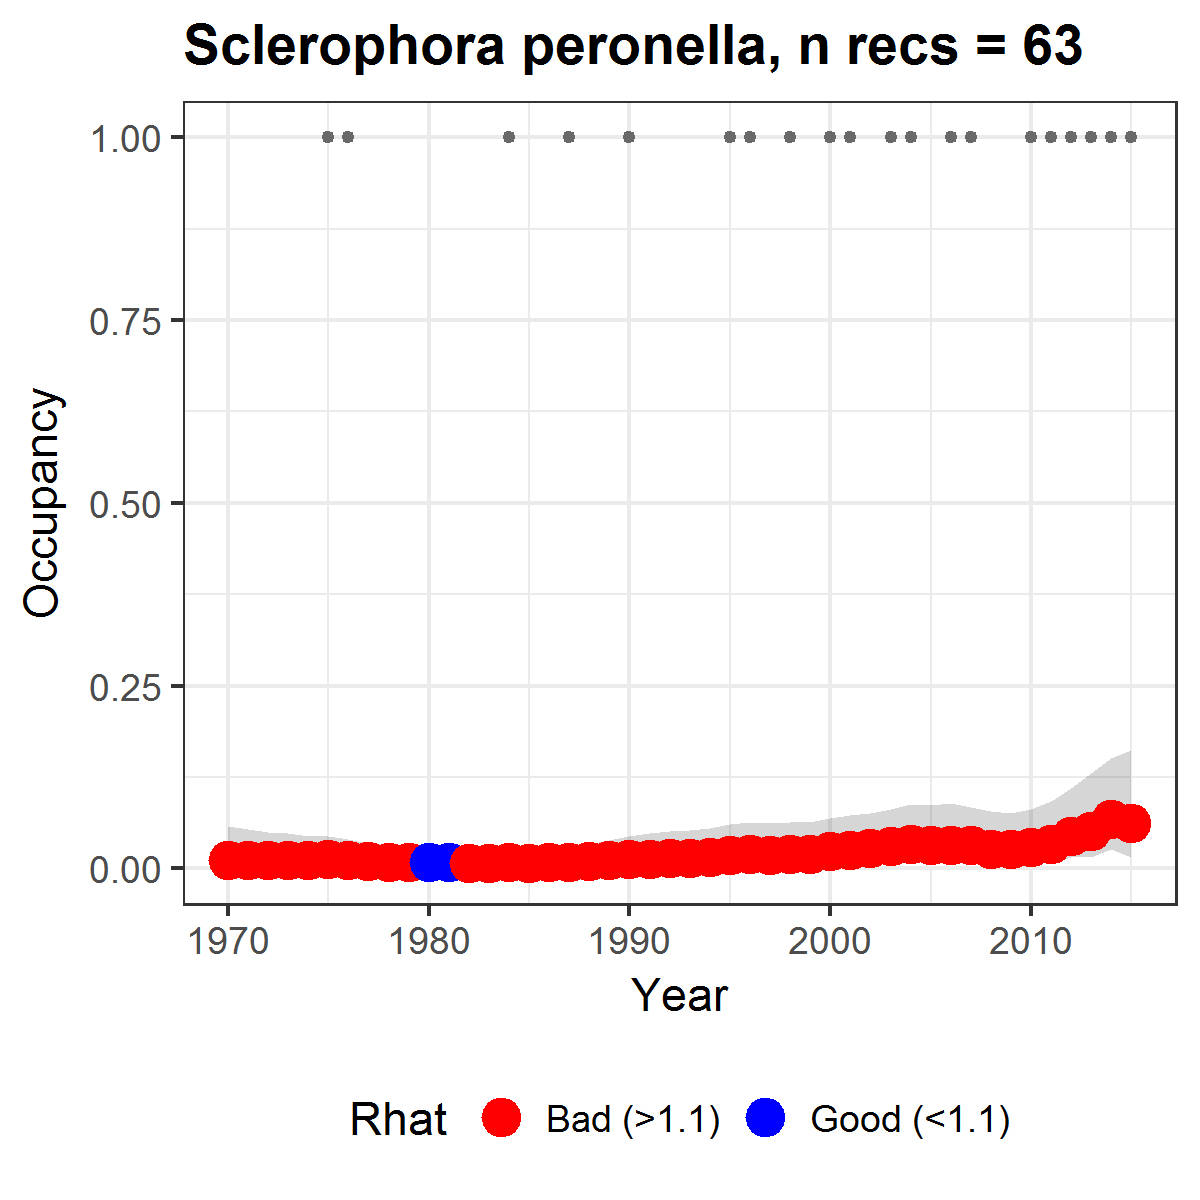 Sclerophora peronella, n recs = 63
1.00
0.75
0.50
0.25
0.00
Occupancy
1970 1980 1990 2000 2010
Year
Rhat Bad (>1.1) Good (<1.1)